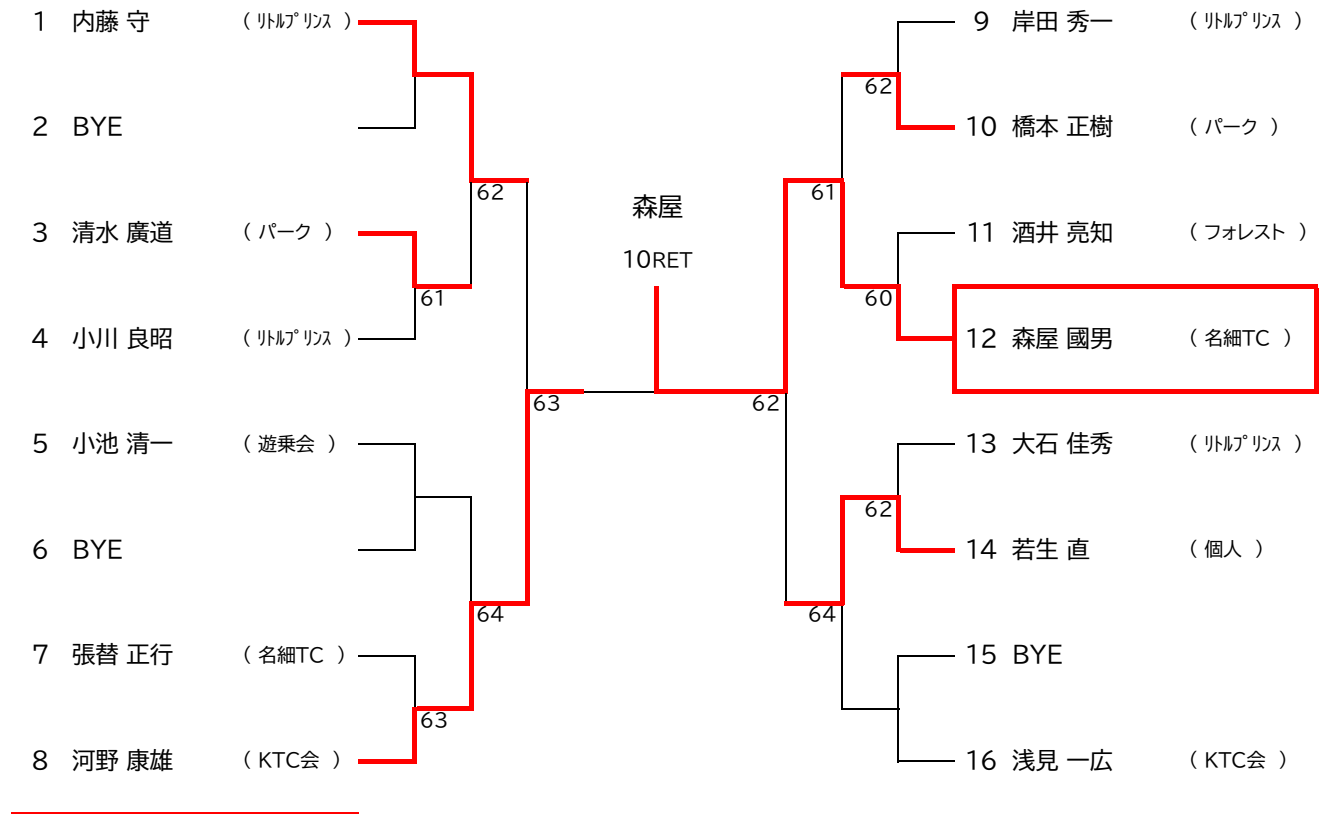 1 内藤 守 ( ﾘﾄﾙﾌﾟﾘﾝｽ )
2 BYE
62
3 清水 廣道 ( パーク )
61
4 小川 良昭 ( ﾘﾄﾙﾌﾟﾘﾝｽ )
63
5 小池 清一 ( 遊乗会 )
6 BYE
64
7 張替 正行 ( 名細TC )
63
8 河野 康雄 ( KTC会 )
森屋
10RET
9 岸田 秀一 ( ﾘﾄﾙﾌﾟﾘﾝｽ )
62
10 橋本 正樹 ( パーク )
61
11 酒井 亮知 ( フォレスト )
60
12 森屋 國男 ( 名細TC )
62
13 大石 佳秀 ( ﾘﾄﾙﾌﾟﾘﾝｽ )
62
14 若生 直 ( 個人 )
64
15 BYE
16 浅見 一広 ( KTC会 )